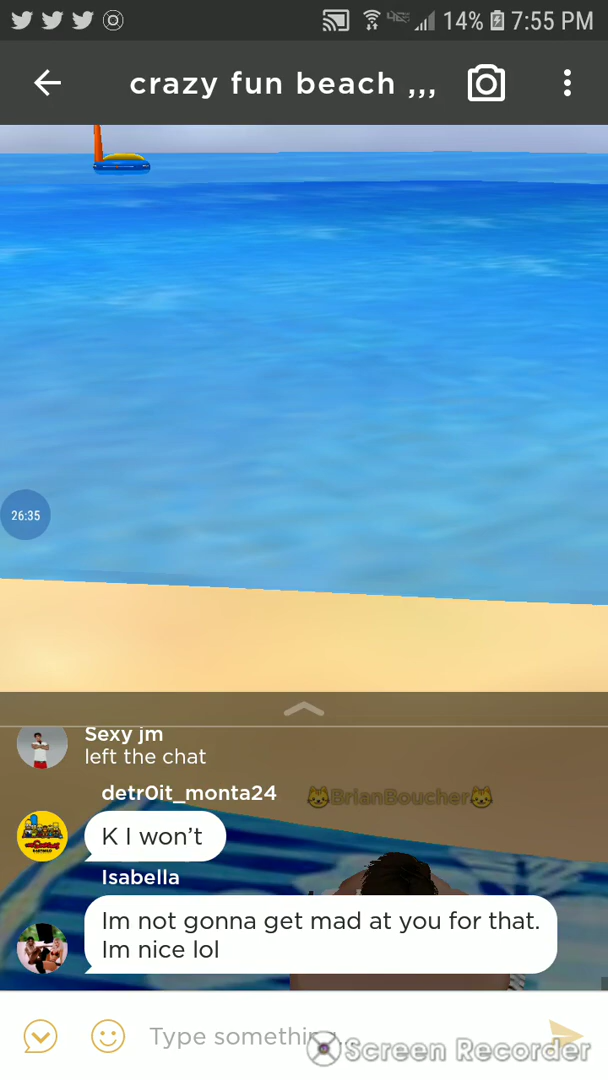 14% 7:55 PM
crazy fun beach ,,,
26:35
Sexy jm
left the chat
detr0it_monta24
🐱BrianBoucher🐱
K I won't
Isabella
Im not gonna get mad at you for that.
Im nice lol
Type something...
Screen Recorder